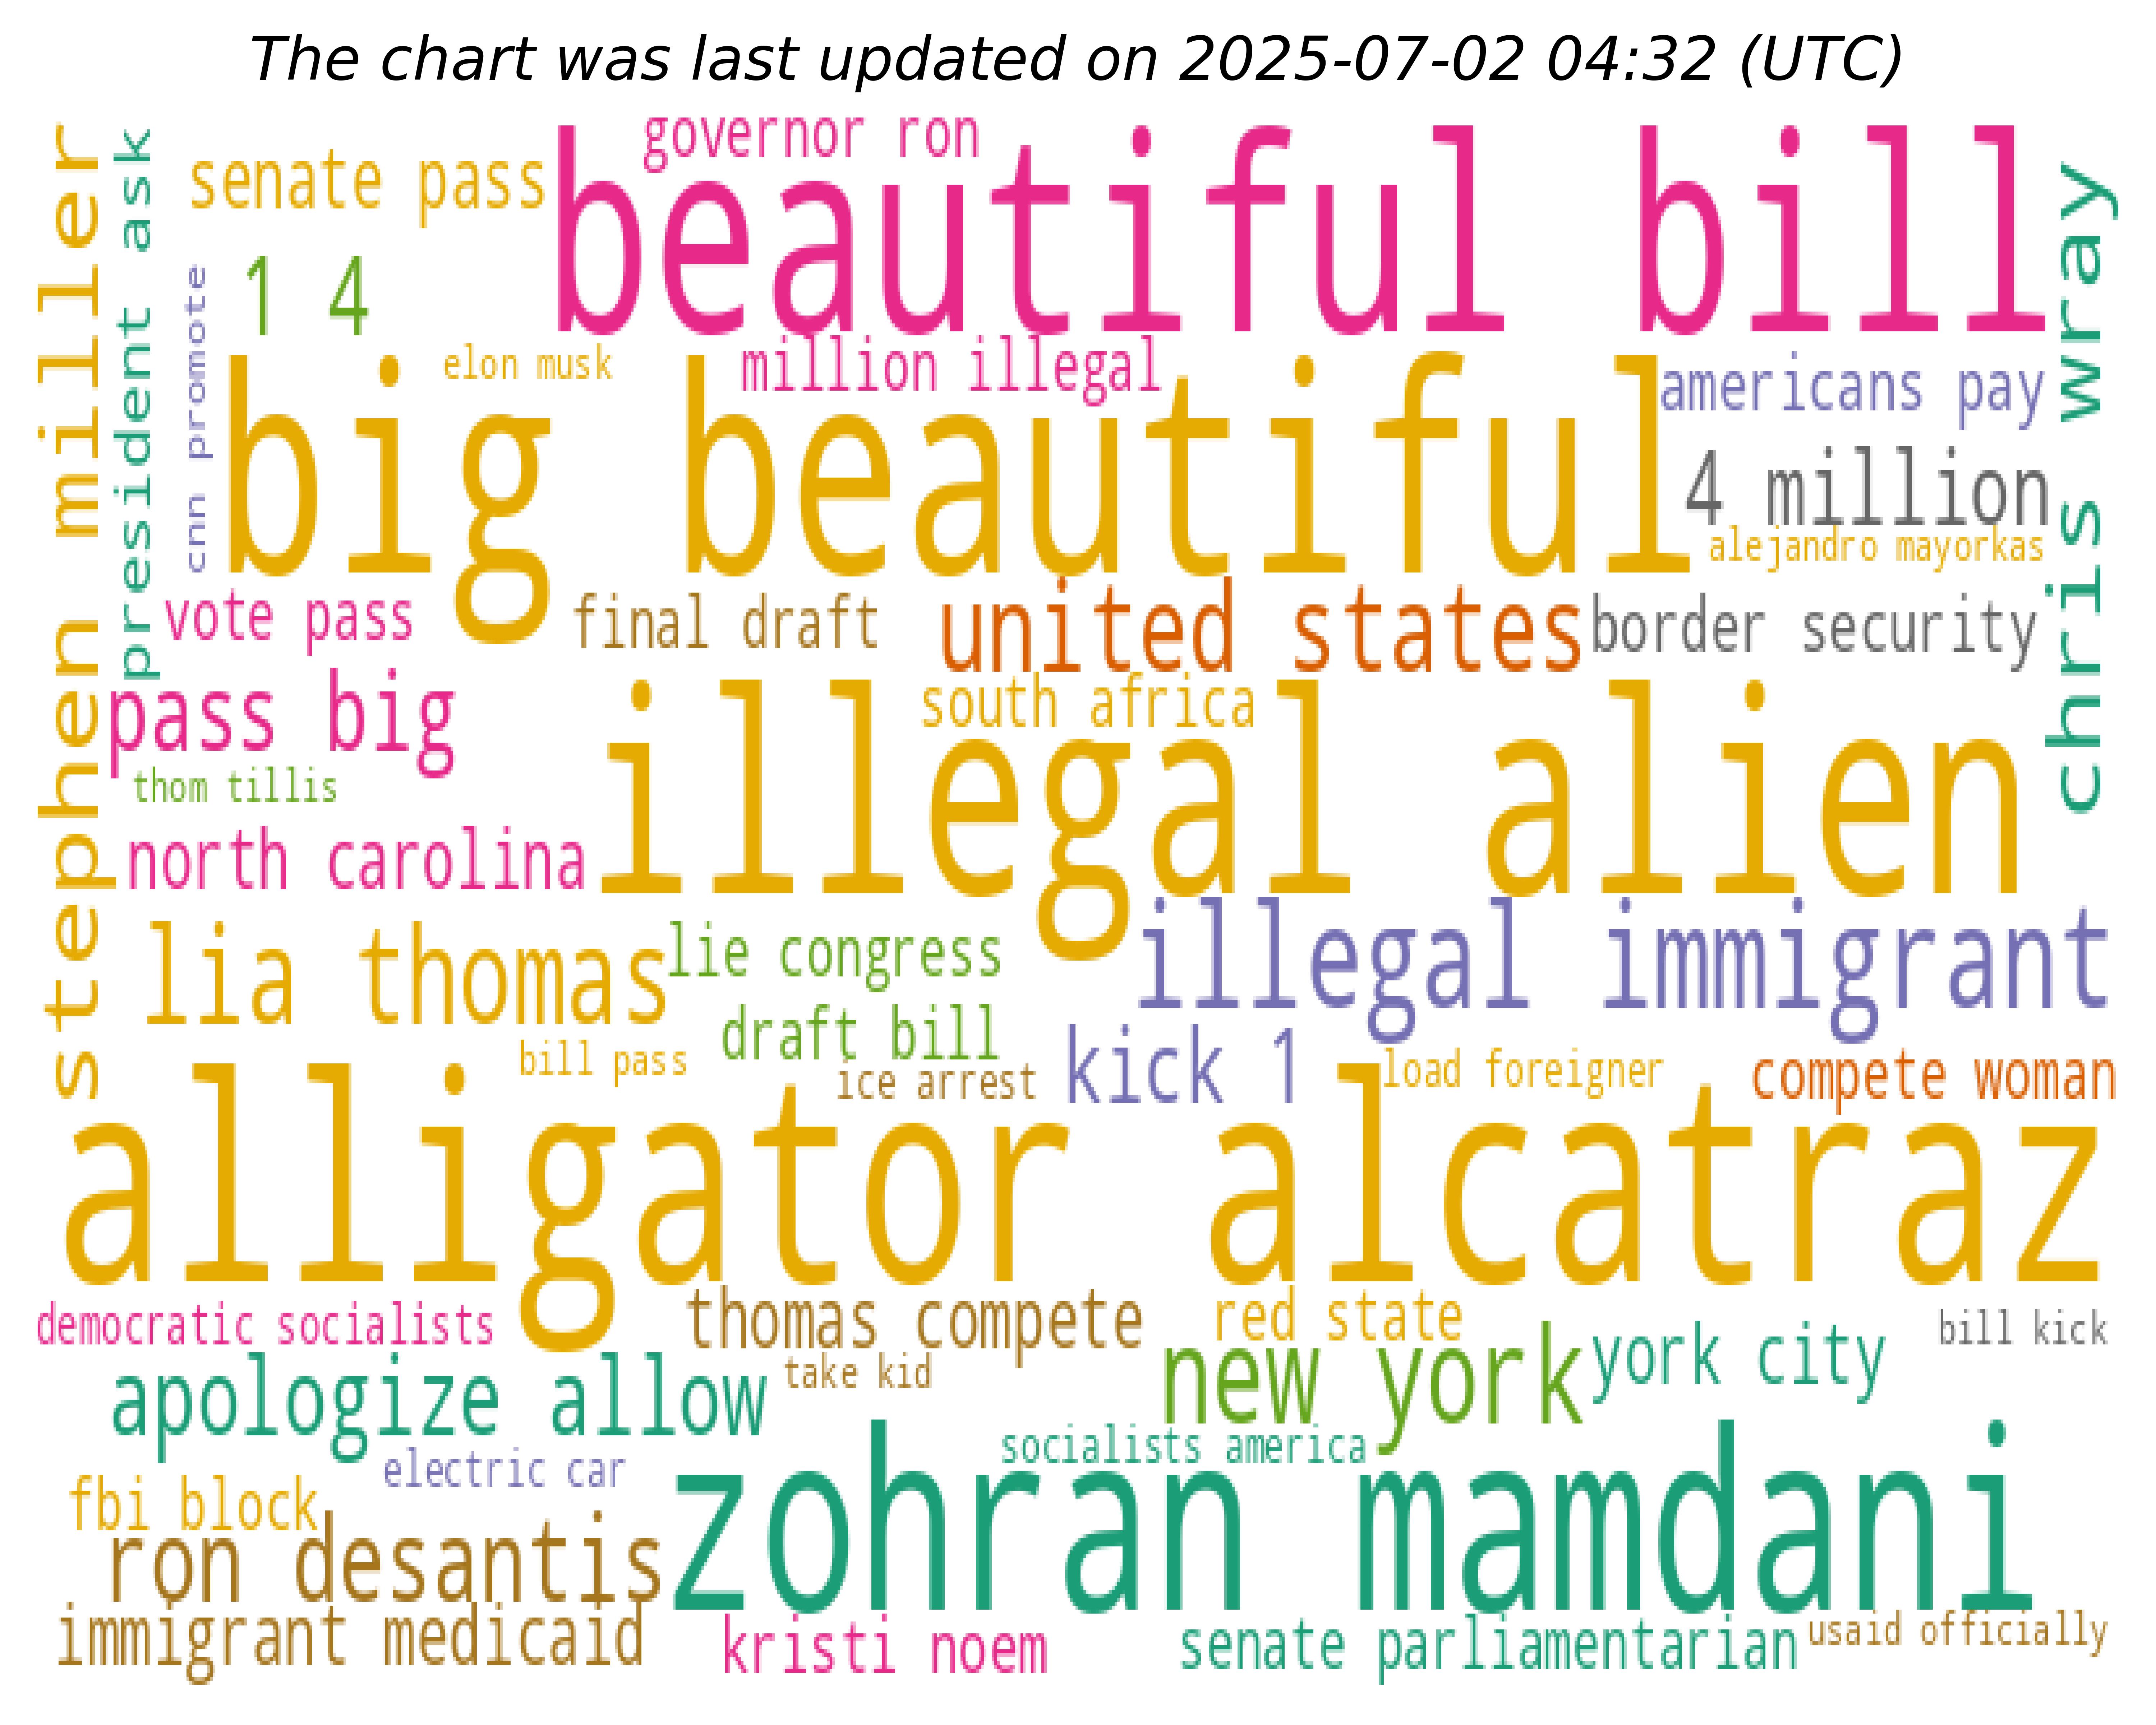 The chart was last updated on 2025-07-02 04:32 (UTC)
stephen miller
president ask
senate pass
governor ron
beautiful bill
chris wray
1 4
cnn promote
elon musk
million illegal
big beautiful
americans pay
4 million
alejandro mayorkas
vote pass
final draft
united states
border security
pass big
south africa
illegal alien
thom tillis
north carolina
lia thomas
lie congress
illegal immigrant
draft bill
bill pass
ice arrest
kick 1
load foreigner
compete woman
alligator alcatraz
democratic socialists
thomas compete
red state
bill kick
apologize allow
take kid
new york
york city
socialists america
electric car
fbi block
zohran mamdani
ron desantis
immigrant medicaid
kristi noem
senate parliamentarian
usaid officially